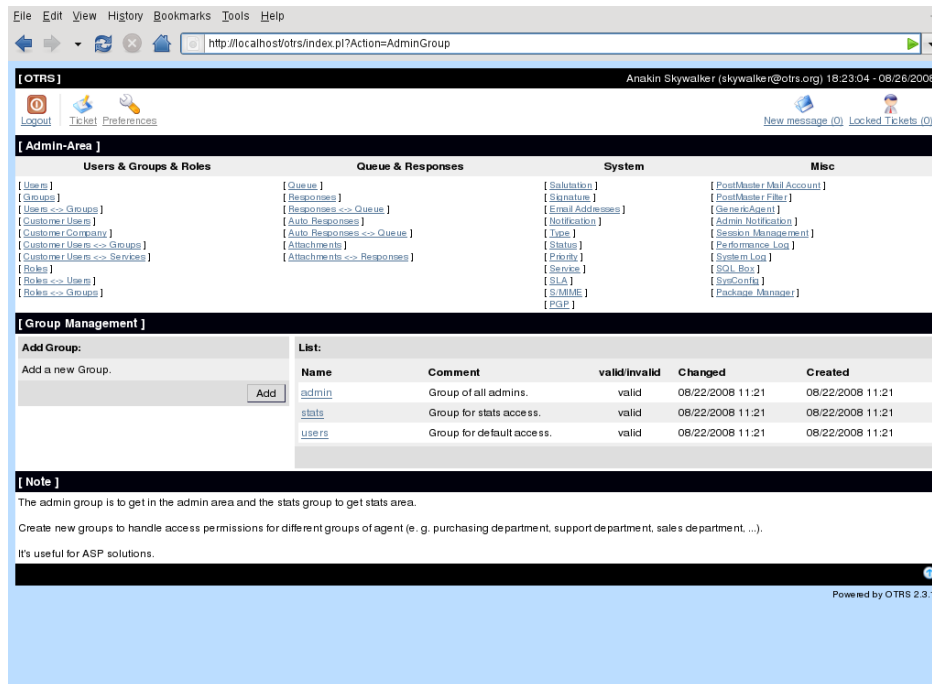 File Edit View History Bookmarks Tools Help
http://localhost/otrs/index.pl?Action=AdminGroup
[ OTRS ] Anakin Skywalker (skywalker@otrs.org) 18:23:04 - 08/26/2008
Logout Ticket Preferences New message (0) Locked Tickets (0)
[ Admin-Area ]
Users & Groups & Roles Queue & Responses System Misc
[ Users ] [ Queue ] [ Salutation ] [ PostMaster Mail Account ]
[ Groups ] [ Responses ] [ Signature ] [ PostMaster Filter ]
[ Users <-> Groups ] [ Responses <-> Queue ] [ Email Addresses ] [ GenericAgent ]
[ Customer Users ] [ Auto Responses ] [ Notification ] [ Admin Notification ]
[ Customer Company ] [ Auto Responses <-> Queue ] [ Type ] [ Session Management ]
[ Customer Users <-> Groups ] [ Attachments ] [ Status ] [ Performance Log ]
[ Customer Users <-> Services ] [ Attachments <-> Responses ] [ Priority ] [ System Log ]
[ Roles ] [ Service ] [ SQL Box ]
[ Roles <-> Users ] [ SLA ] [ SysConfig ]
[ Roles <-> Groups ] [ S/MIME ] [ Package Manager ]
[ PGP ]
[ Group Management ]
Add Group: List:
Add a new Group. Name Comment valid/invalid Changed Created
Add admin Group of all admins. valid 08/22/2008 11:21 08/22/2008 11:21
stats Group for stats access. valid 08/22/2008 11:21 08/22/2008 11:21
users Group for default access. valid 08/22/2008 11:21 08/22/2008 11:21
[ Note ]
The admin group is to get in the admin area and the stats group to get stats area.
Create new groups to handle access permissions for different groups of agent (e. g. purchasing department, support department, sales department, ...).
It's useful for ASP solutions.
Powered by OTRS 2.3.